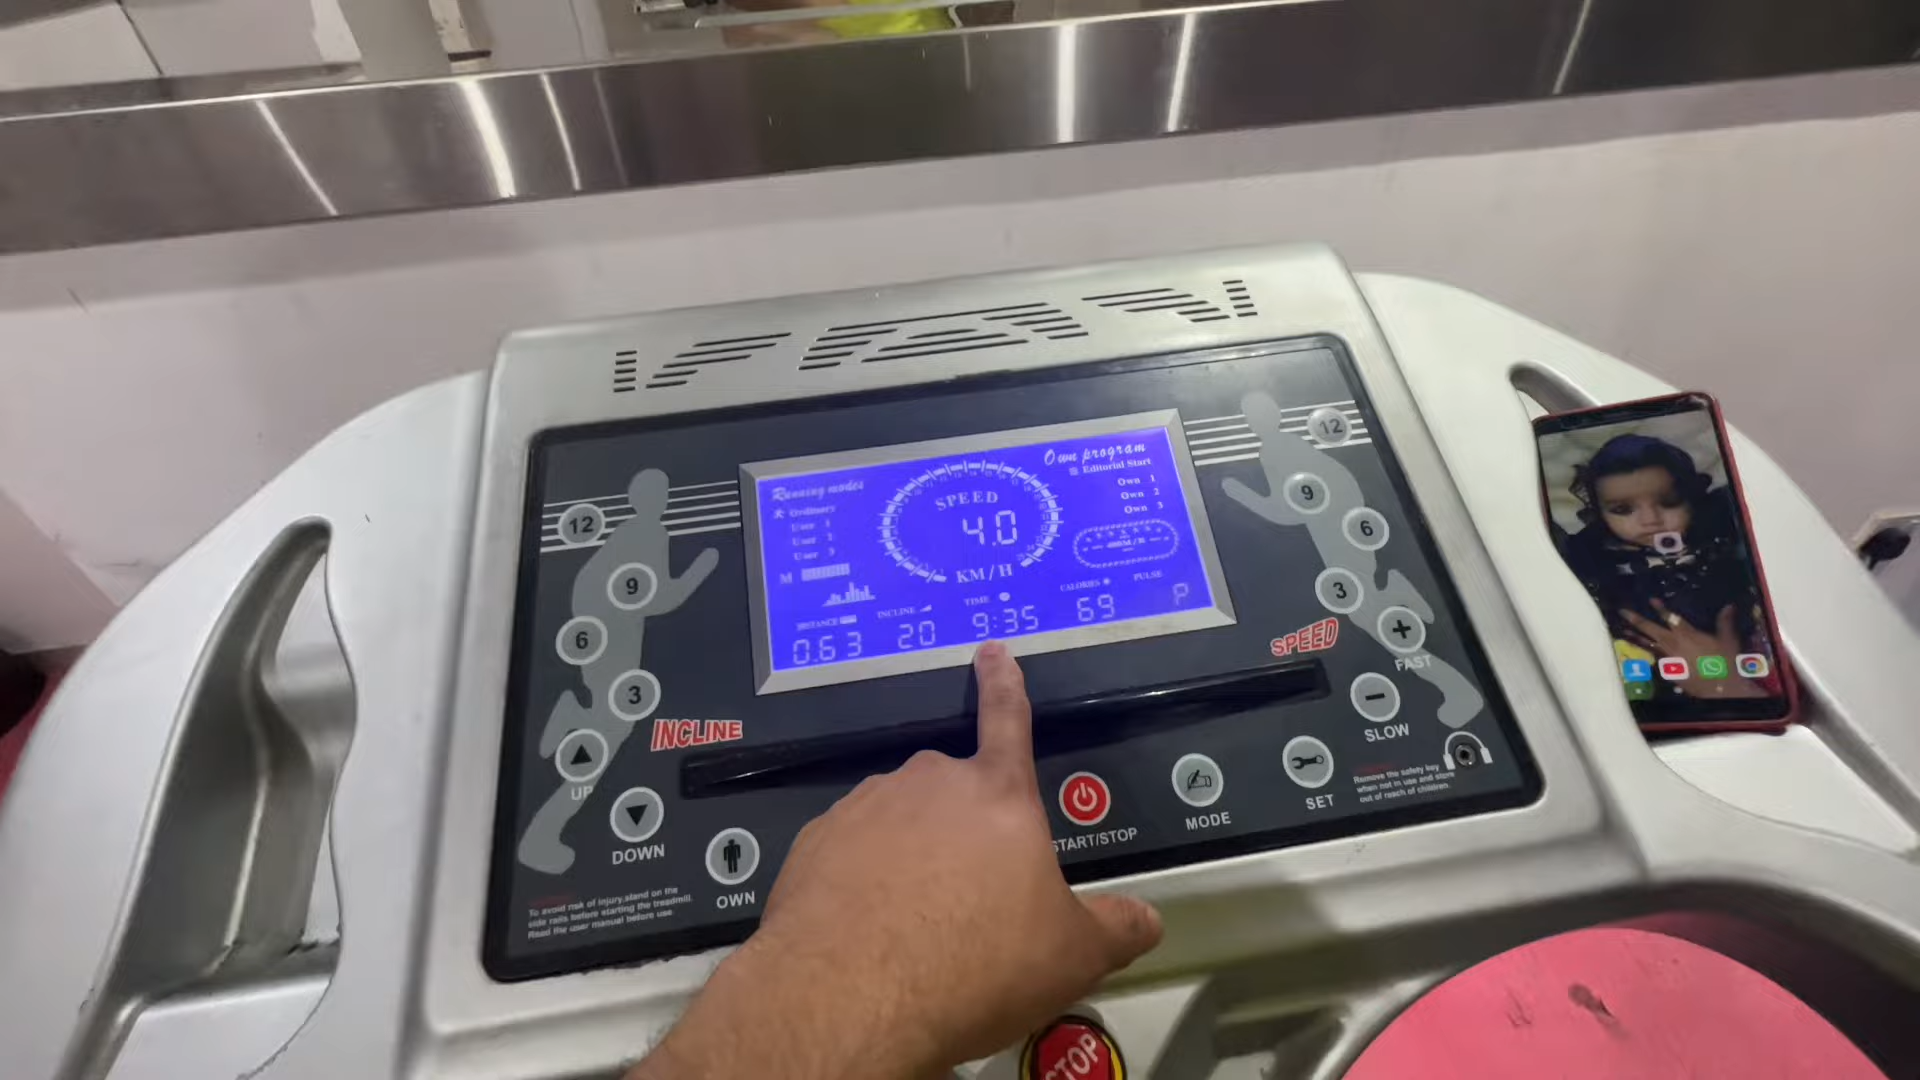 Running modes
Ordinary
User 1
User 2
User 3
M
SPEED
4.0
KM/H
Own program
Editorial Start
Own 1
Own 2
Own 3
400M/R
DISTANCE
0.63
INCLINE
20
TIME
9:35
CALORIES
69
PULSE
P
12
9
6
3
INCLINE
UP
DOWN
OWN
12
9
6
3
SPEED
+
FAST
-
SLOW
START/STOP
MODE
SET
To avoid risk of injury,stand on the
side rails before starting the treadmill.
Read the user manual before use.
Remove the safety key
when not in use and store
out of reach of children.
STOP